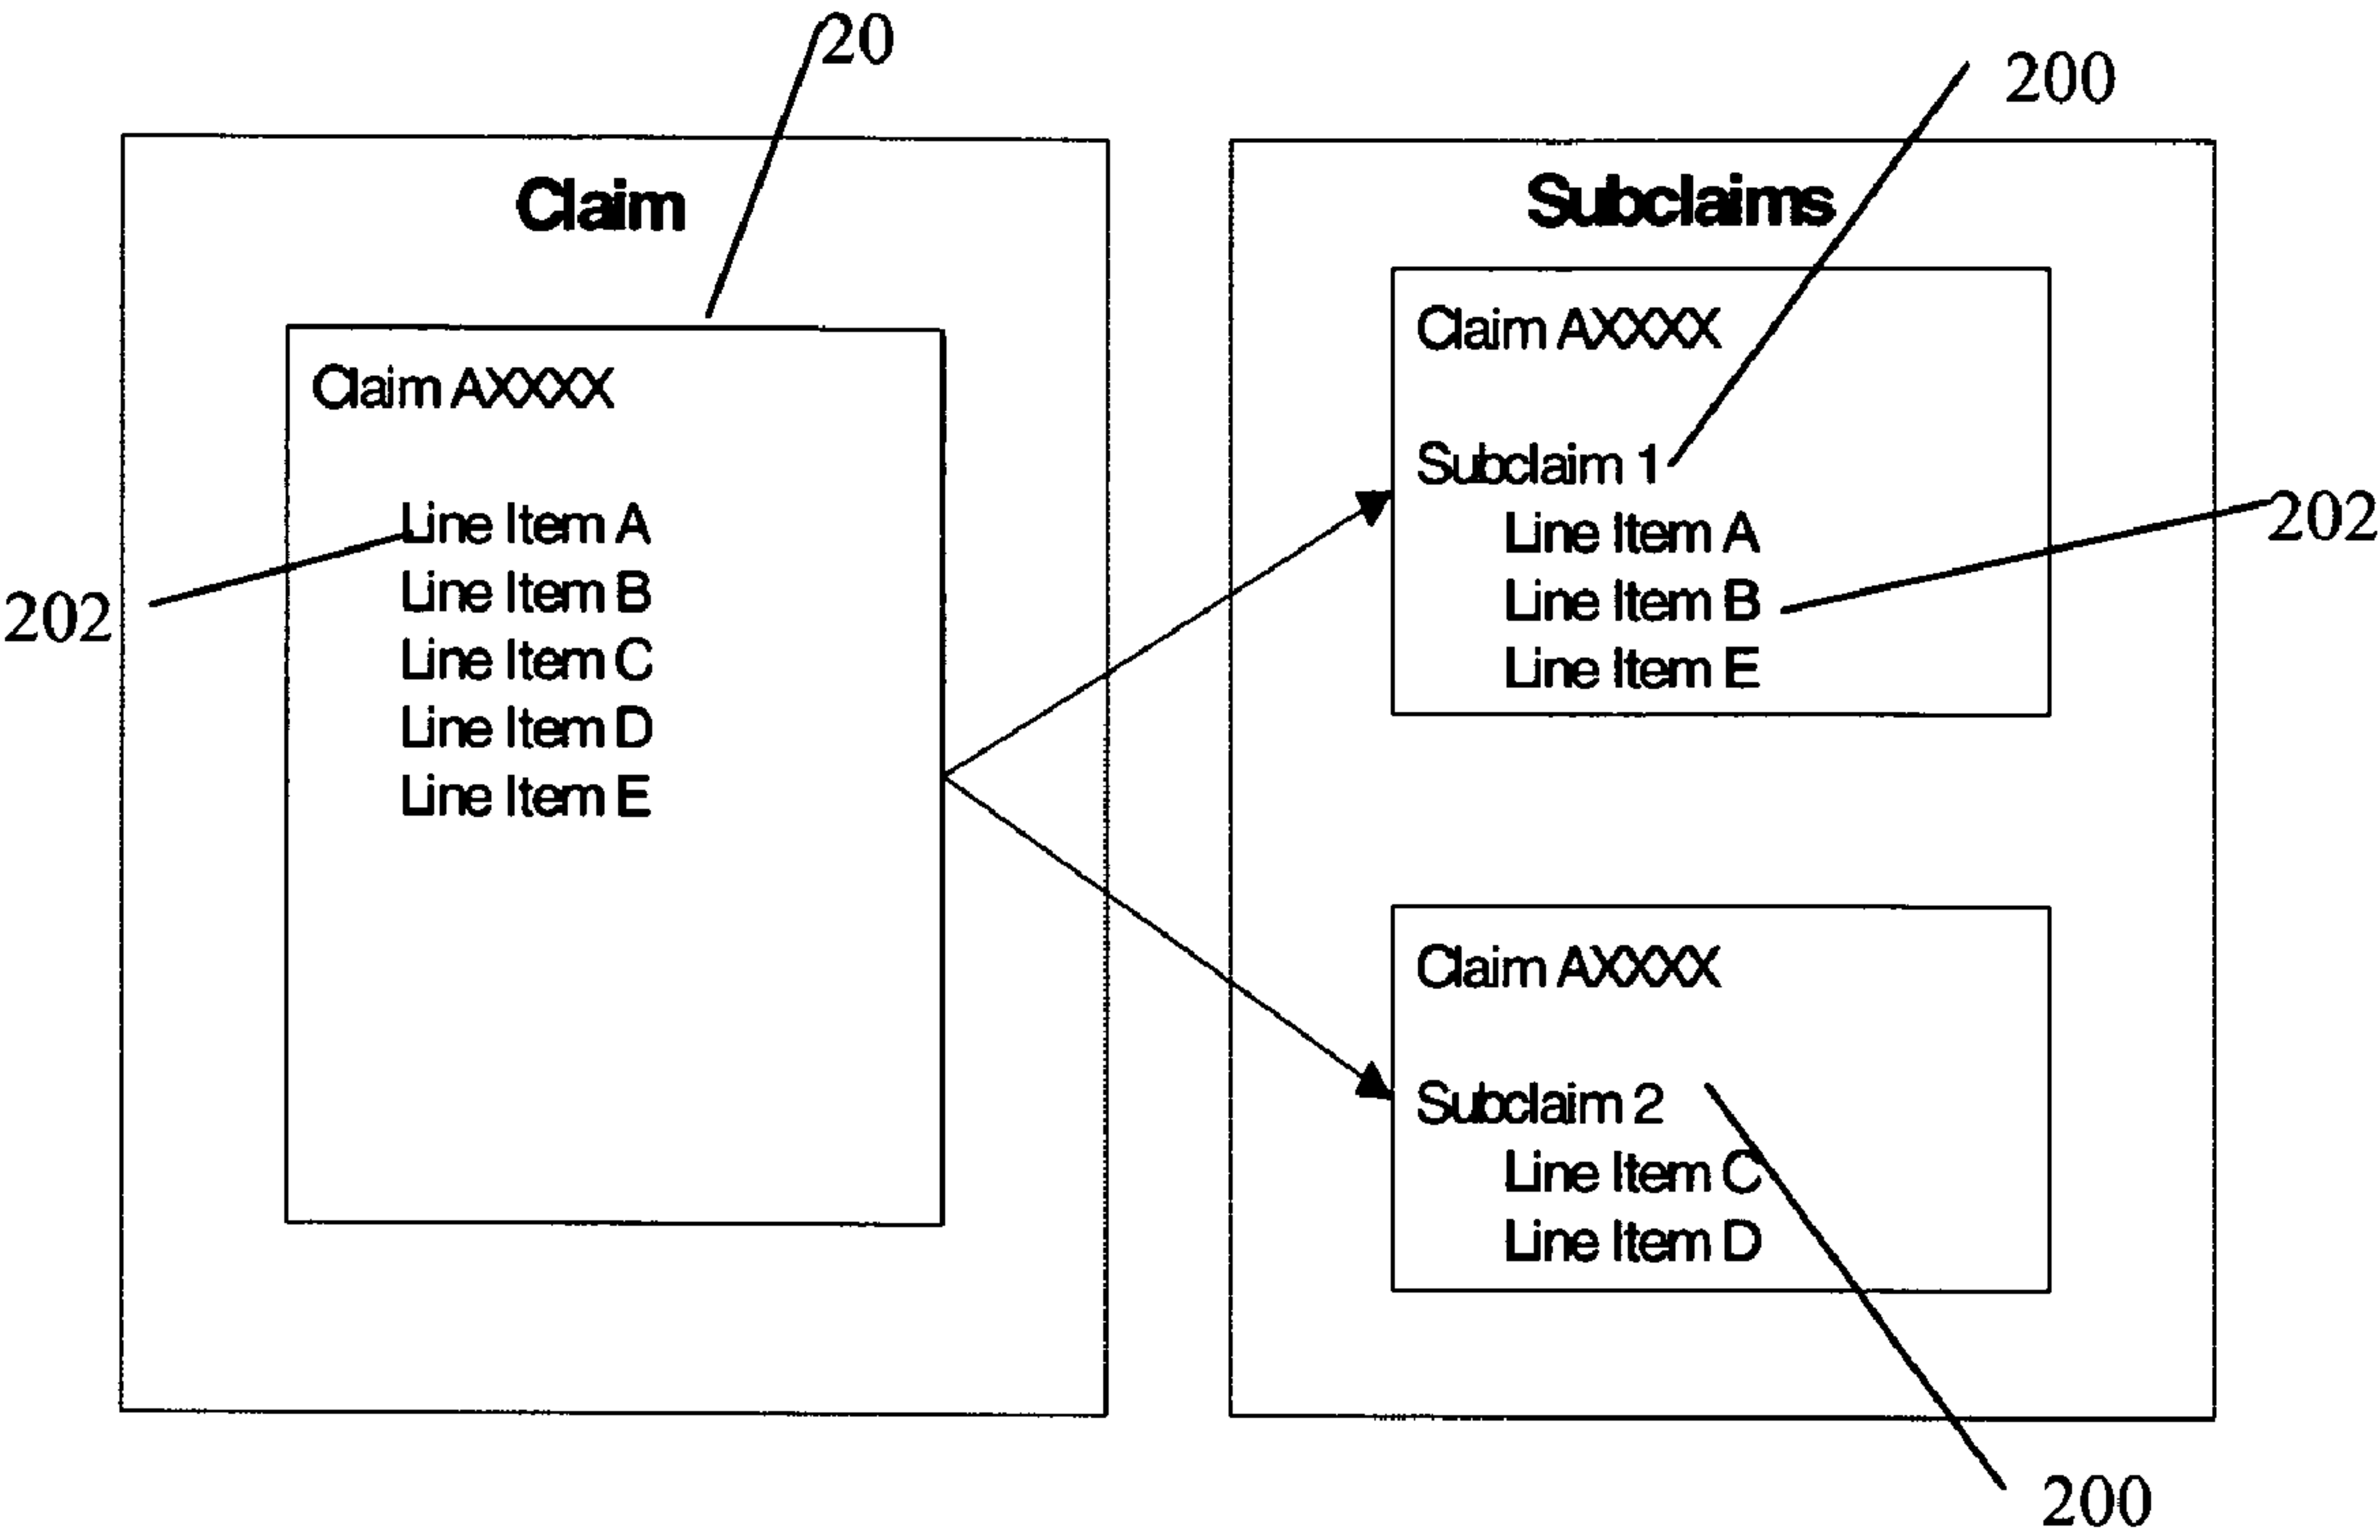 20
200
Claim
Claim AXXXX
Line Item A
Line Item B
Line Item C
Line Item D
Line Item E
202
Subclaims
Claim AXXXX
Subclaim 1
Line Item A
Line Item B
Line Item E
202
Claim AXXXX
Subclaim 2
Line Item C
Line Item D
200